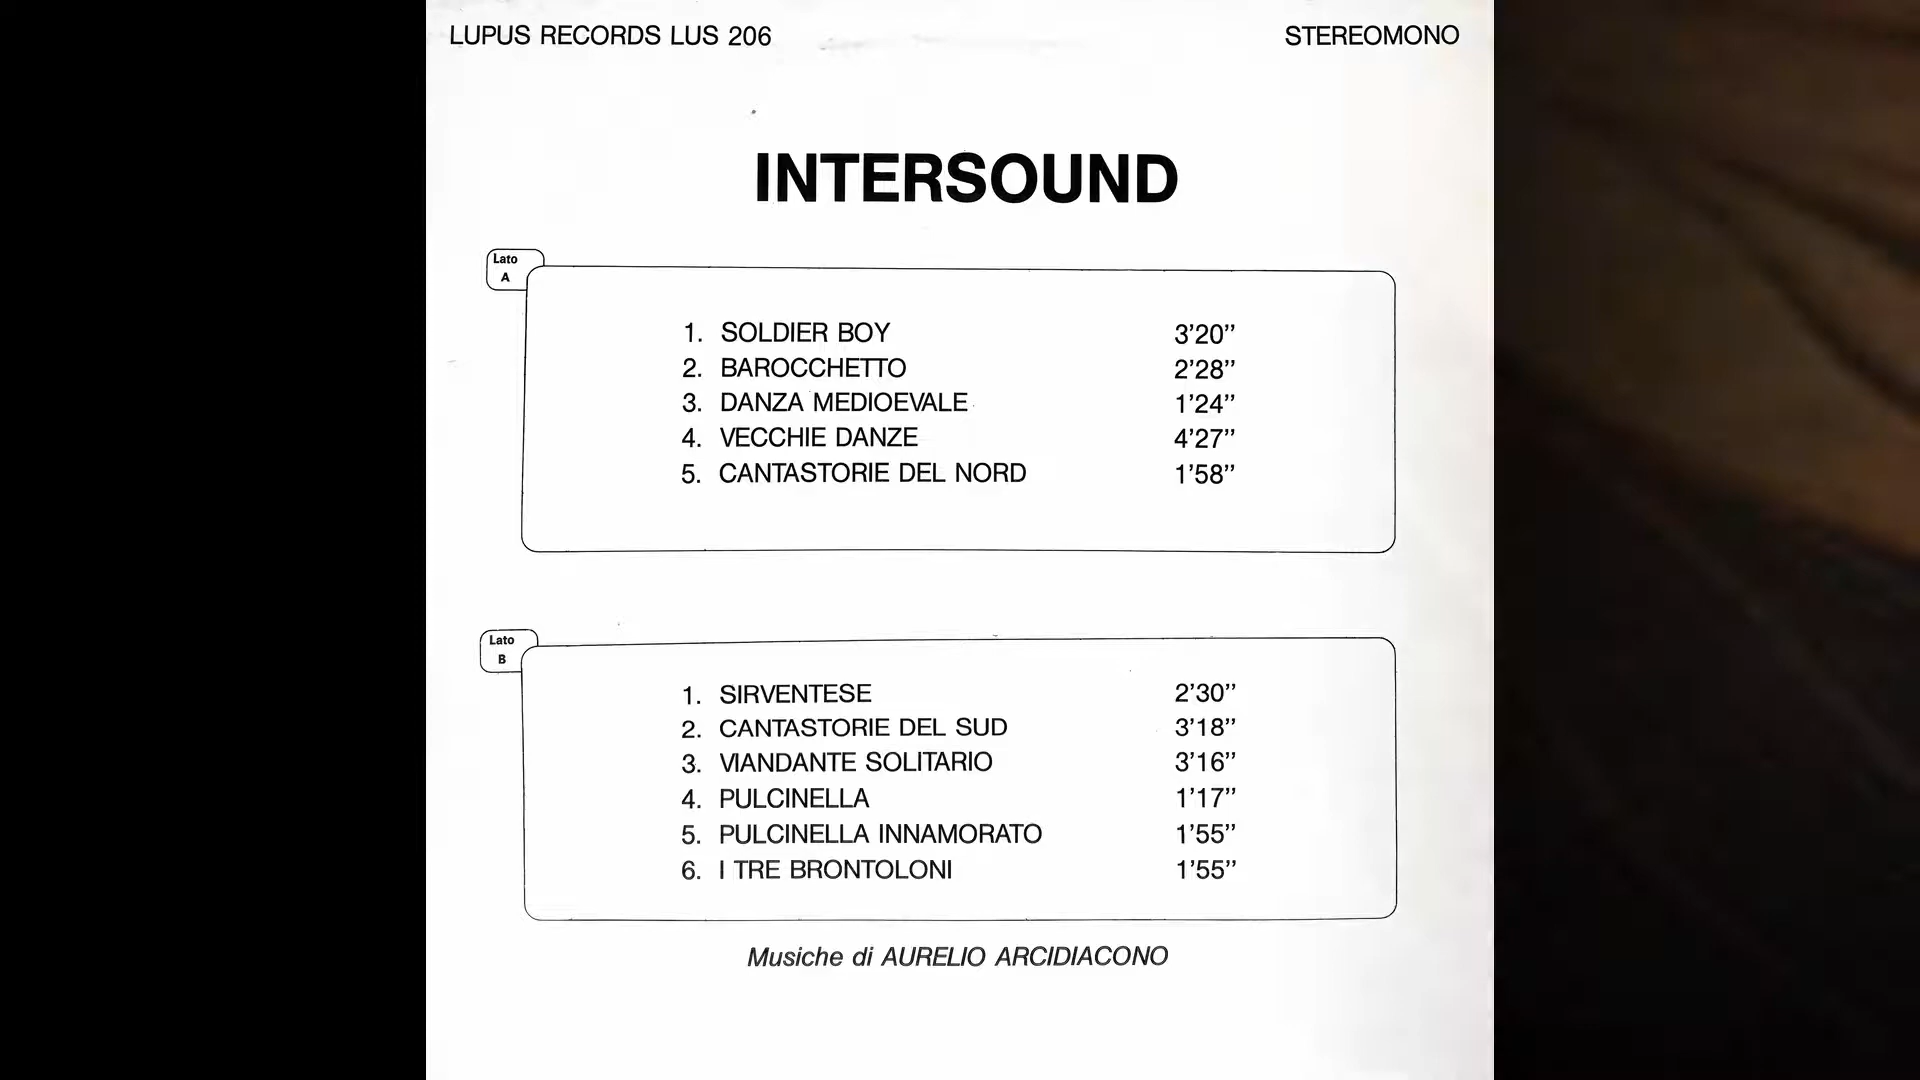 LUPUS RECORDS LUS 206 STEREOMONO
INTERSOUND
Lato
A
1. SOLDIER BOY 3'20''
2. BAROCCHETTO 2'28''
3. DANZA MEDIOEVALE 1'24''
4. VECCHIE DANZE 4'27''
5. CANTASTORIE DEL NORD 1'58''
Lato
B
1. SIRVENTESE 2'30''
2. CANTASTORIE DEL SUD 3'18''
3. VIANDANTE SOLITARIO 3'16''
4. PULCINELLA 1'17''
5. PULCINELLA INNAMORATO 1'55''
6. I TRE BRONTOLONI 1'55''
Musiche di AURELIO ARCIDIACONO